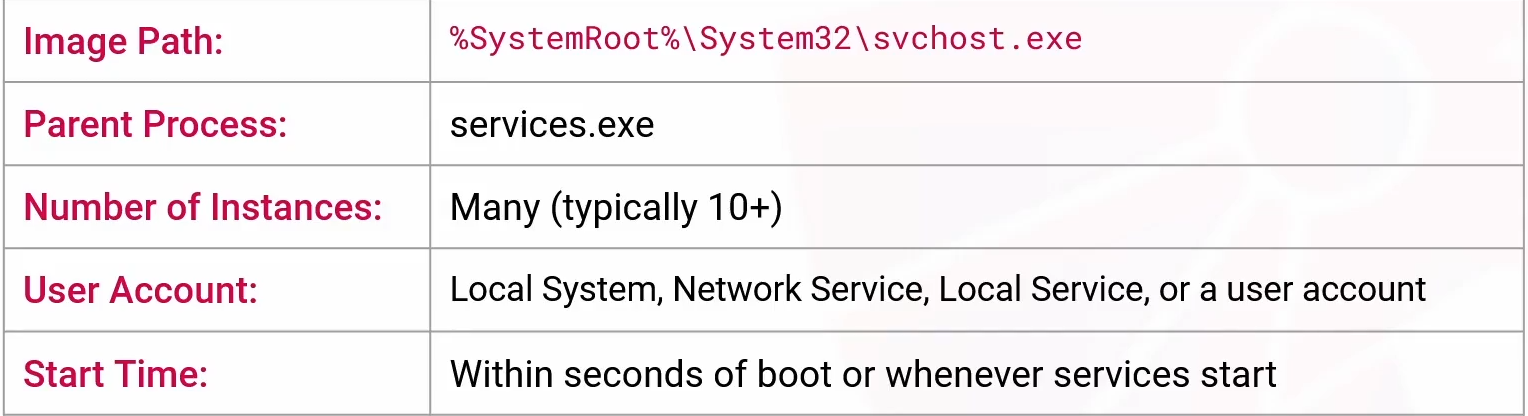 Image Path: %SystemRoot%\System32\svchost.exe
Parent Process: services.exe
Number of Instances: Many (typically 10+)
User Account: Local System, Network Service, Local Service, or a user account
Start Time: Within seconds of boot or whenever services start